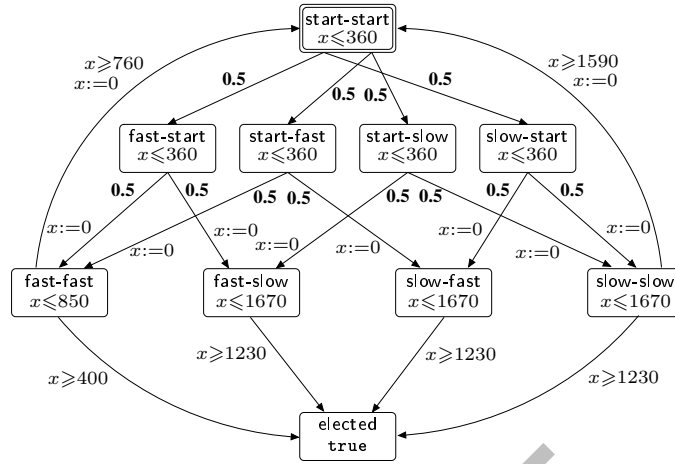 start-start
x⩽360
x⩾760
x:=0
x⩾1590
x:=0
0.5
0.5
0.5
0.5
fast-start
x⩽360
start-fast
x⩽360
start-slow
x⩽360
slow-start
x⩽360
0.5
0.5
0.5
0.5
0.5
0.5
0.5
0.5
x:=0
x:=0
x:=0
x:=0
x:=0
x:=0
x:=0
x:=0
fast-fast
x⩽850
fast-slow
x⩽1670
slow-fast
x⩽1670
slow-slow
x⩽1670
x⩾400
x⩾1230
x⩾1230
x⩾1230
elected
true